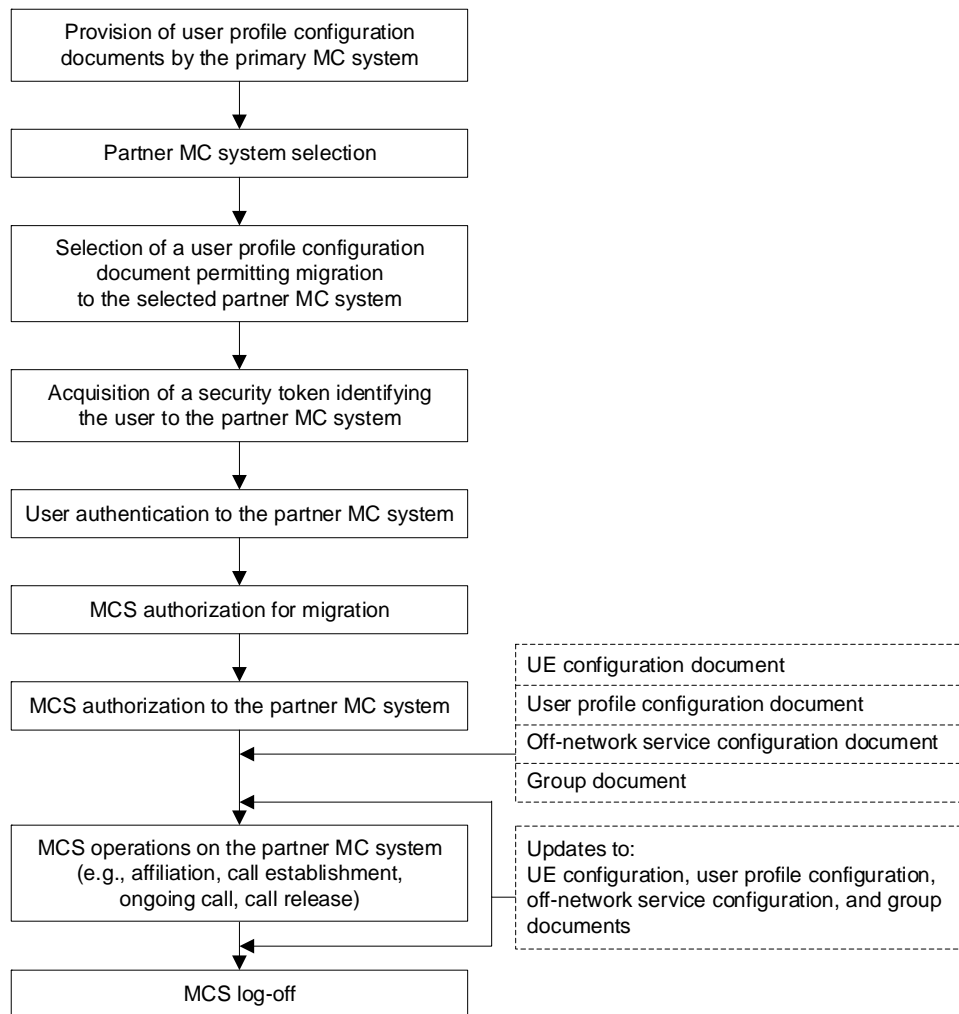 Provision of user profile configuration
documents by the primary MC system
Partner MC system selection
Selection of a user profile configuration
document permitting migration
to the selected partner MC system
Acquisition of a security token identifying
the user to the partner MC system
User authentication to the partner MC system
MCS authorization for migration
MCS authorization to the partner MC system
UE configuration document
User profile configuration document
Off-network service configuration document
Group document
MCS operations on the partner MC system
(e.g., affiliation, call establishment,
ongoing call, call release)
Updates to:
UE configuration, user profile configuration,
off-network service configuration, and group
documents
MCS log-off